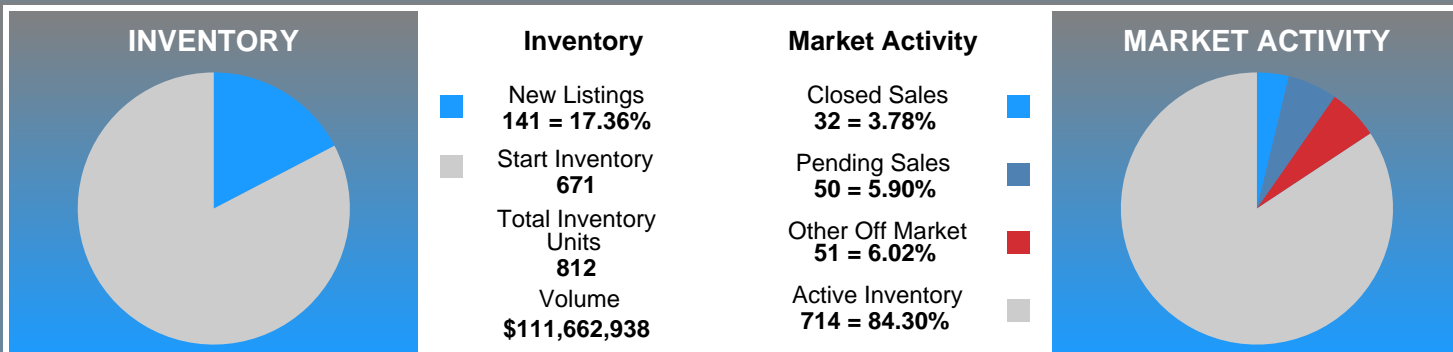 INVENTORY
Inventory
New Listings
141 = 17.36%
Start Inventory
671
Total Inventory
Units
812
Volume
$111,662,938
Market Activity
Closed Sales
32 = 3.78%
Pending Sales
50 = 5.90%
Other Off Market
51 = 6.02%
Active Inventory
714 = 84.30%
MARKET ACTIVITY